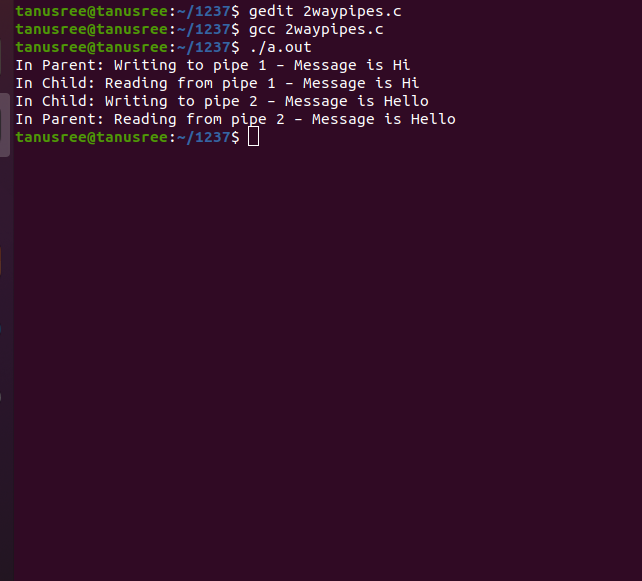 tanusree@tanusree:~/1237$ gedit 2waypipes.c
tanusree@tanusree:~/1237$ gcc 2waypipes.c
tanusree@tanusree:~/1237$ ./a.out
In Parent: Writing to pipe 1 – Message is Hi
In Child: Reading from pipe 1 – Message is Hi
In Child: Writing to pipe 2 – Message is Hello
In Parent: Reading from pipe 2 – Message is Hello
tanusree@tanusree:~/1237$